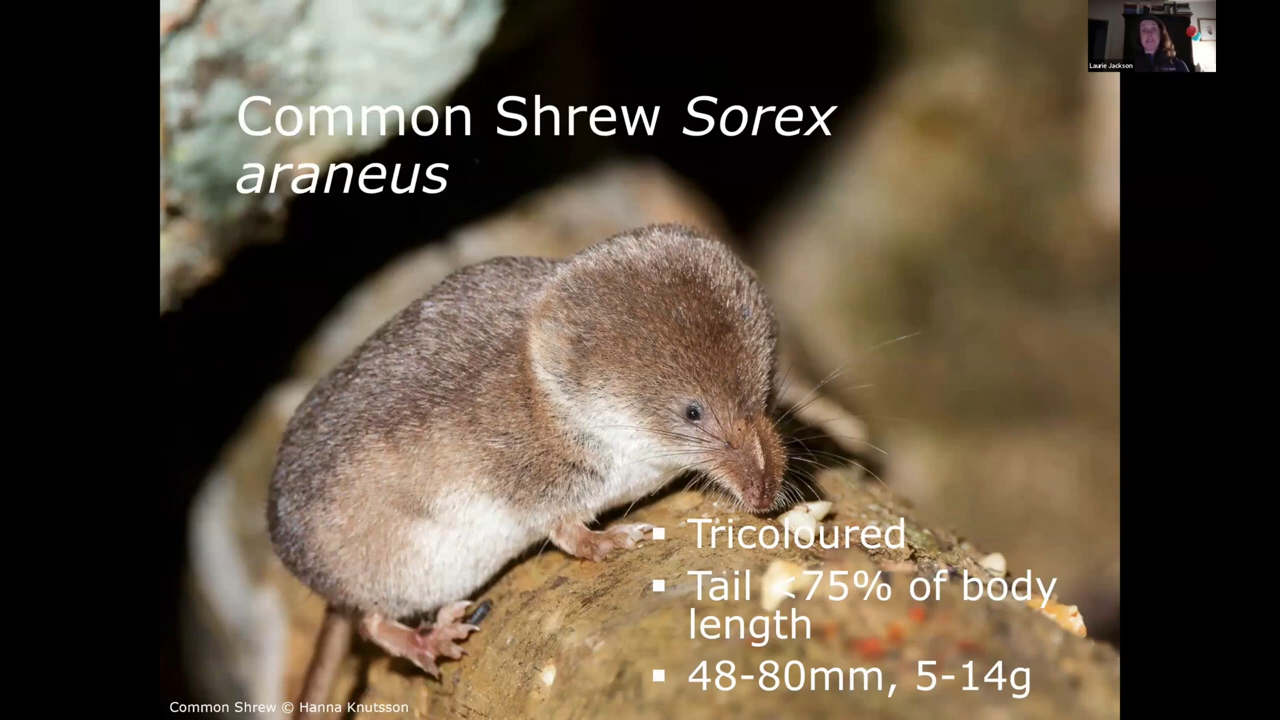 Laurie Jackson
Common Shrew Sorex
araneus
▪ Tricoloured
▪ Tail <75% of body
length
▪ 48-80mm, 5-14g
Common Shrew © Hanna Knutsson